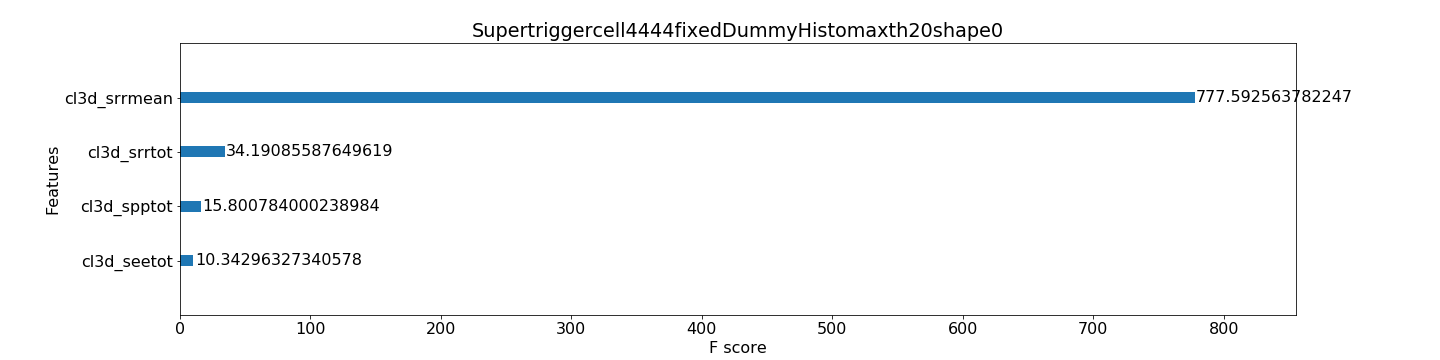 Supertriggercell4444fixedDummyHistomaxth20shape0
Features
cl3d_srrmean
777.592563782247
cl3d_srrtot
34.19085587649619
cl3d_spptot
15.800784000238984
cl3d_seetot
10.34296327340578
0 100 200 300 400 500 600 700 800
F score